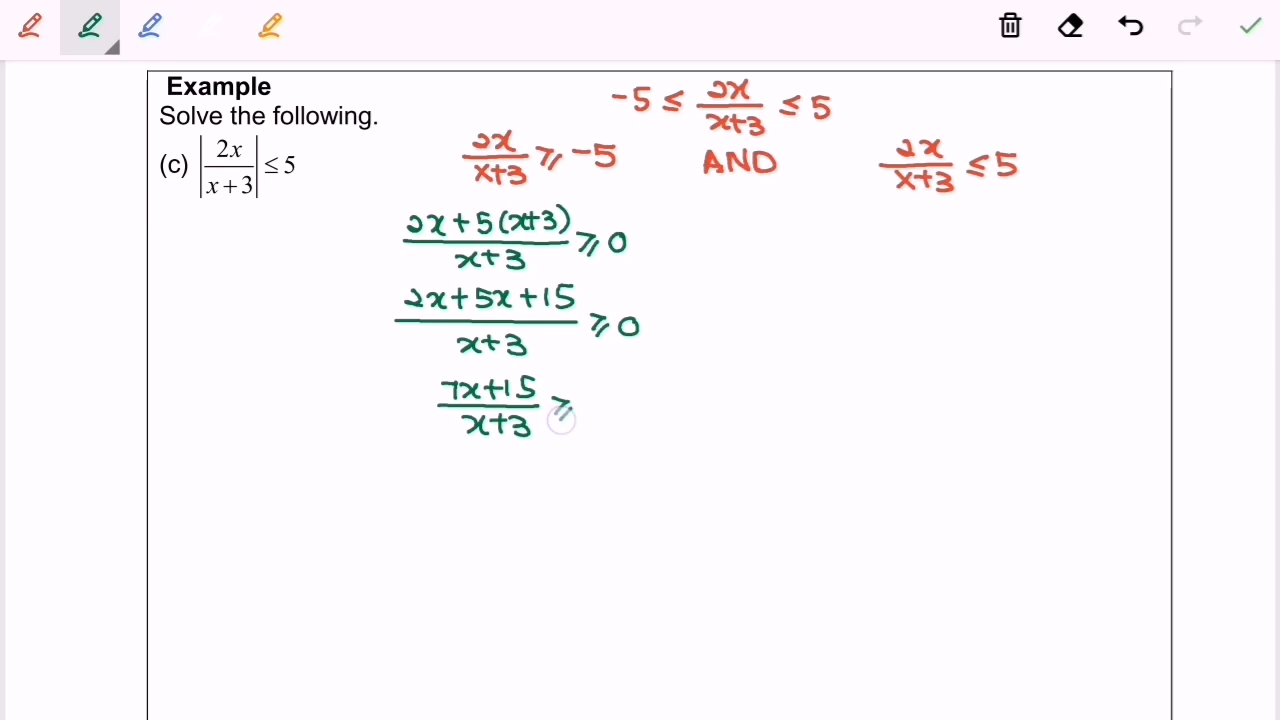 Example
Solve the following.
(c) |2x/(x+3)| ≤ 5
-5 ≤ 2x/(x+3) ≤ 5
2x/(x+3) ≥ -5 AND 2x/(x+3) ≤ 5
(2x+5(x+3))/(x+3) ≥ 0
(2x+5x+15)/(x+3) ≥ 0
(7x+15)/(x+3) ≥